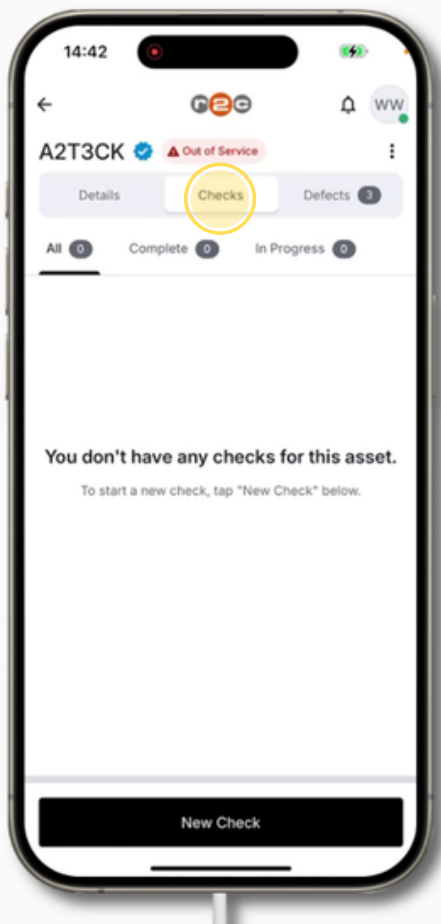 14:42
r2c
WW
A2T3CK
Out of Service
Details
Checks
Defects 3
All 0
Complete 0
In Progress 0
You don't have any checks for this asset.
To start a new check, tap "New Check" below.
New Check